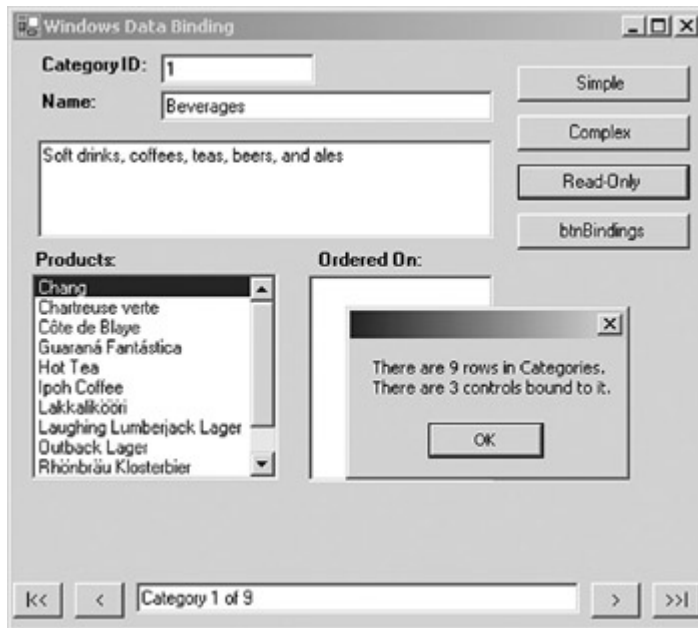 Windows Data Binding
Category ID: 1
Name: Beverages
Soft drinks, coffees, teas, beers, and ales
Simple
Complex
Read-Only
btnBindings
Products:
Chang
Chartreuse verte
Côte de Blaye
Guaraná Fantástica
Hot Tea
Ipoh Coffee
Lakkalikööri
Laughing Lumberjack Lager
Outback Lager
Rhönbräu Klosterbier
Ordered On:
There are 9 rows in Categories.
There are 3 controls bound to it.
OK
|<< < Category 1 of 9 > >>|